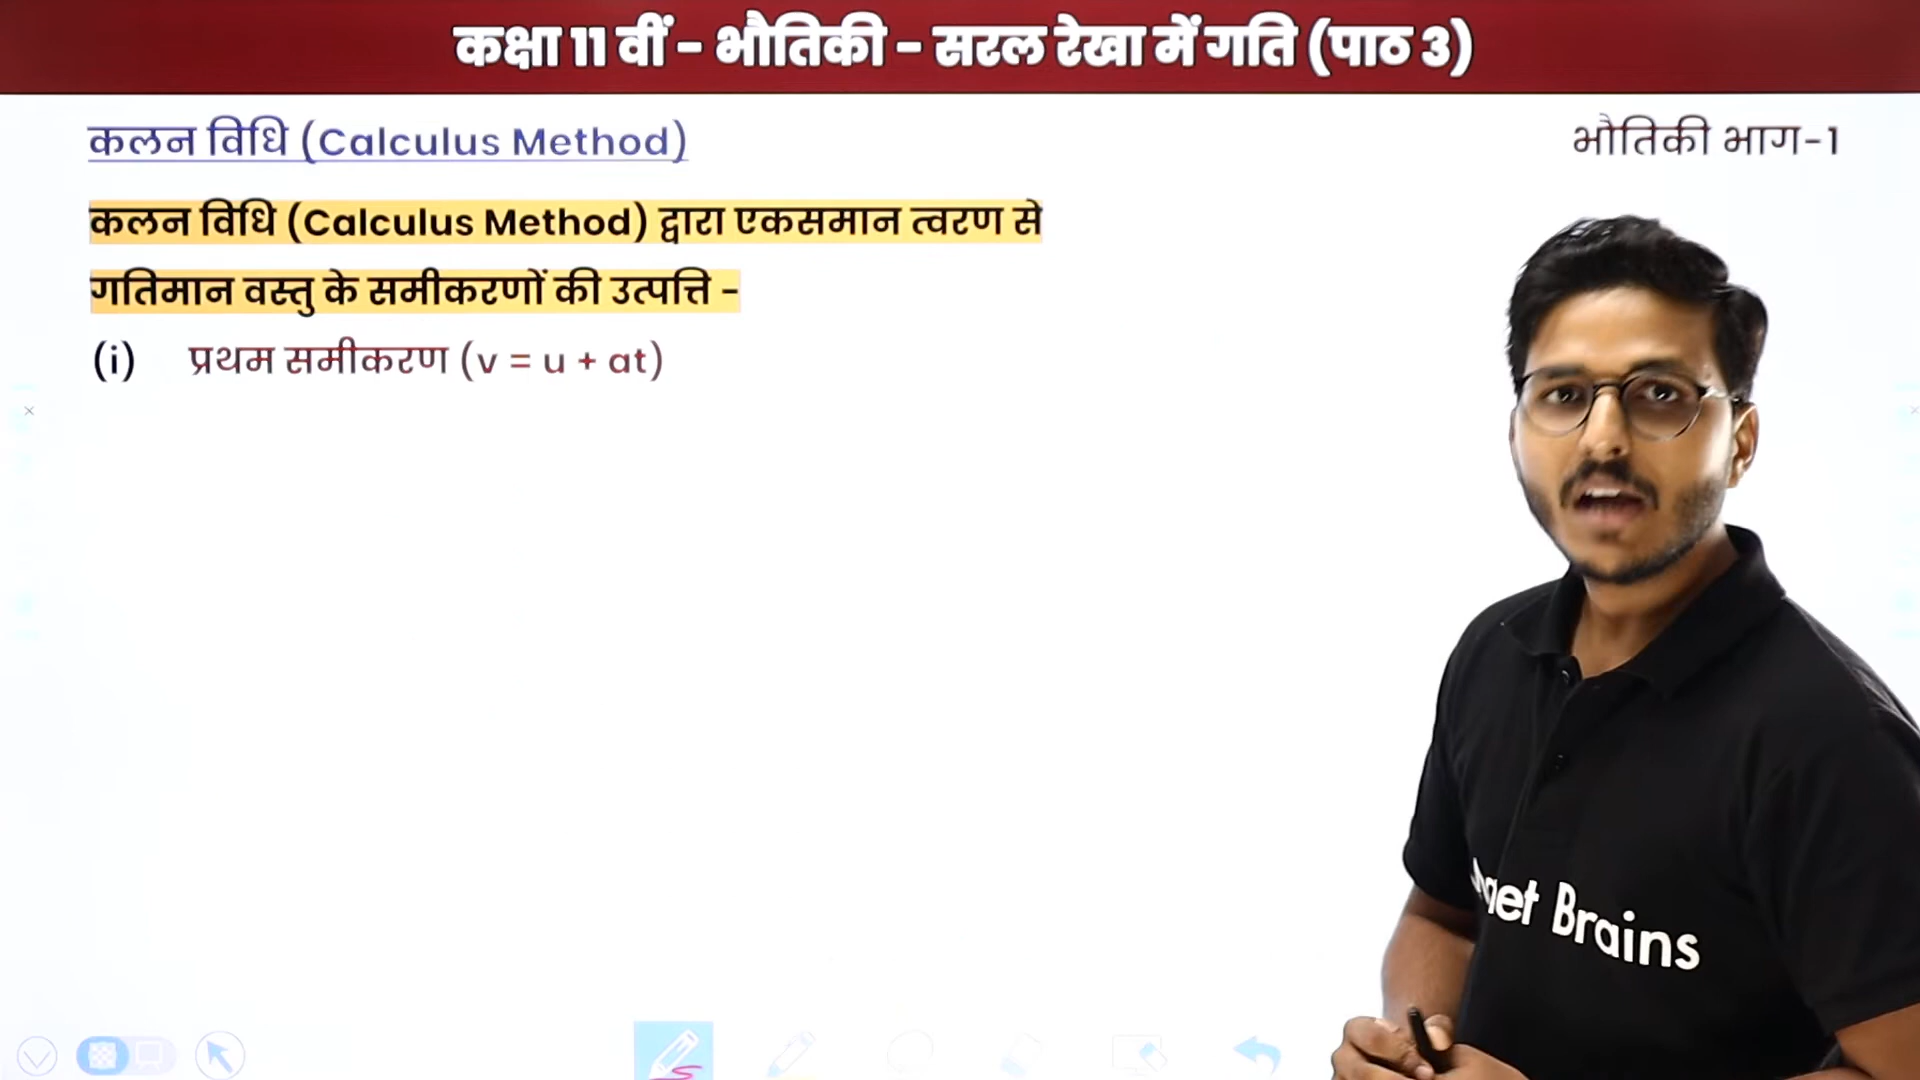 कक्षा 11 वीं - भौतिकी - सरल रेखा में गति (पाठ 3)
कलन विधि (Calculus Method)
भौतिकी भाग-1
कलन विधि (Calculus Method) द्वारा एकसमान त्वरण से
गतिमान वस्तु के समीकरणों की उत्पत्ति -
(i) प्रथम समीकरण (v = u + at)
Brains